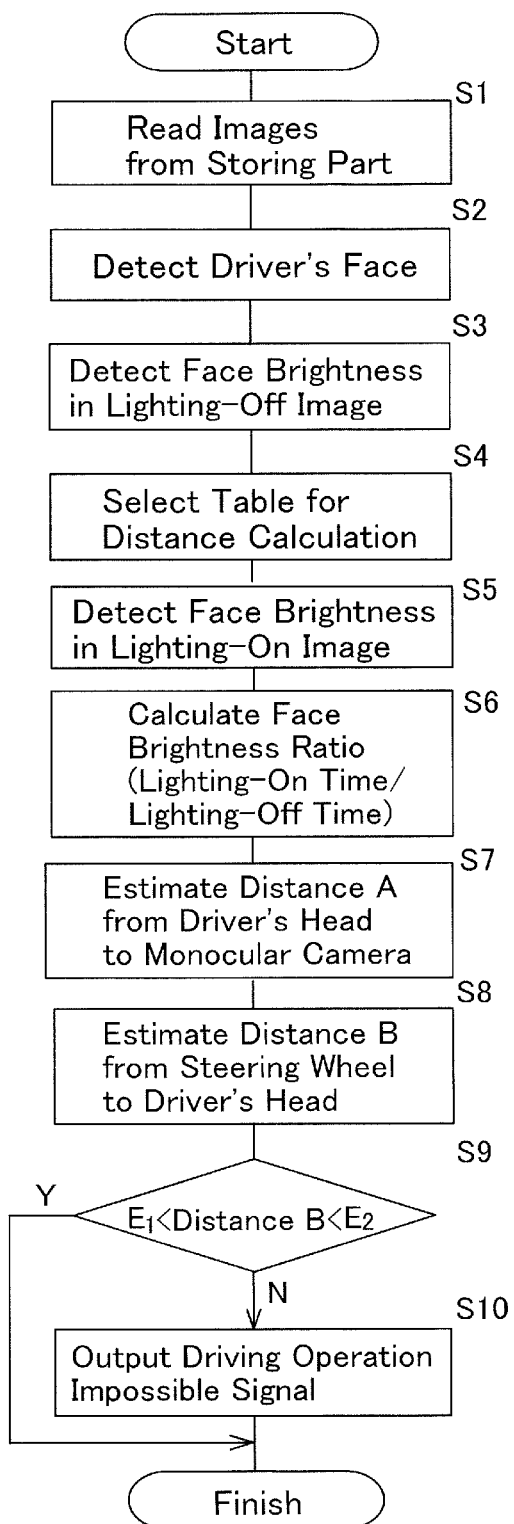 Start
S1
Read Images
from Storing Part
S2
Detect Driver's Face
S3
Detect Face Brightness
in Lighting-Off Image
S4
Select Table for
Distance Calculation
S5
Detect Face Brightness
in Lighting-On Image
S6
Calculate Face
Brightness Ratio
(Lighting-On Time/
Lighting-Off Time)
S7
Estimate Distance A
from Driver's Head
to Monocular Camera
S8
Estimate Distance B
from Steering Wheel
to Driver's Head
S9
Y
E1<Distance B<E2
N
S10
Output Driving Operation
Impossible Signal
Finish